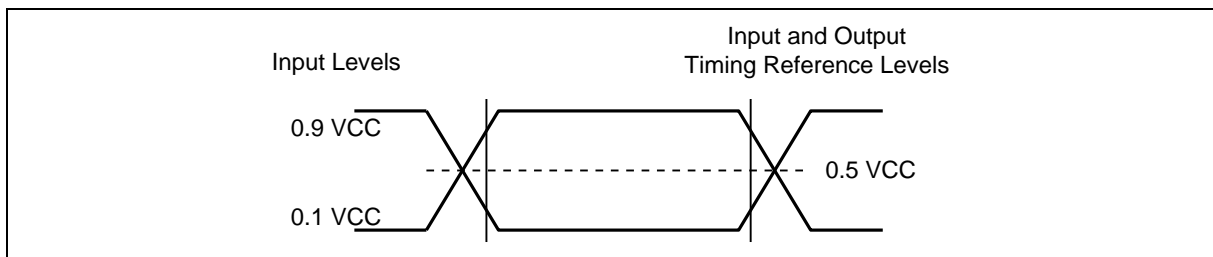 Input Levels
Input and Output
Timing Reference Levels
0.9 VCC
0.5 VCC
0.1 VCC